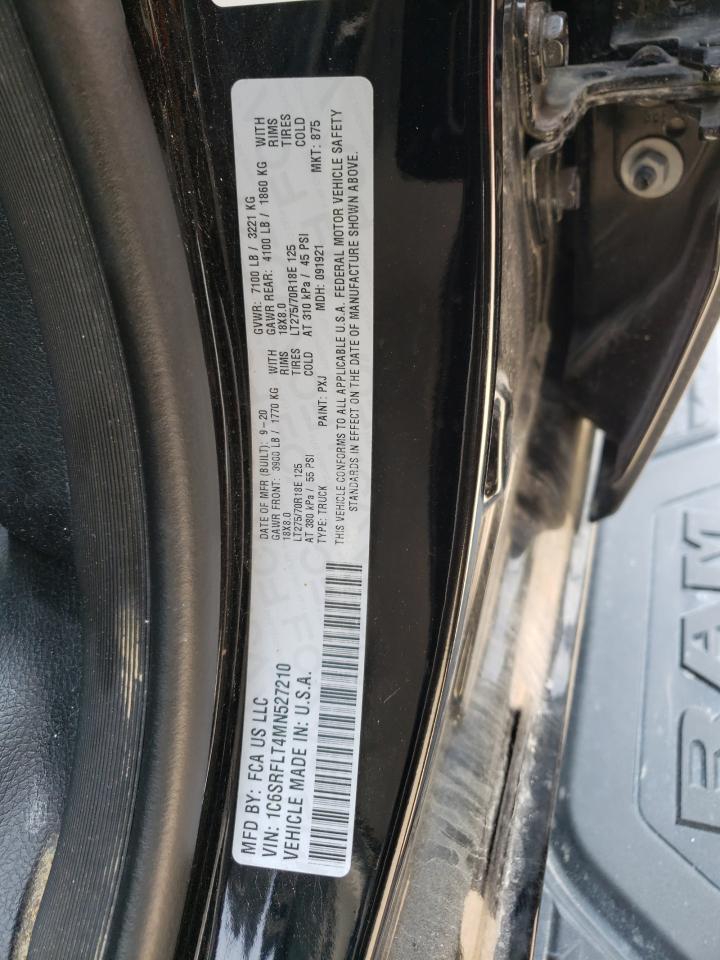 MFD BY: FCA US LLC
VIN: 1C6SRFLT4MN527210
VEHICLE MADE IN: U.S.A.
DATE OF MFR (BUILT): 9-20 GVWR: 7100 LB / 3221 KG
GAWR FRONT: 3900 LB / 1770 KG WITH GAWR REAR: 4100 LB / 1860 KG WITH
18X8.0 RIMS 18X8.0 RIMS
LT275/70R18E 125 TIRES LT275/70R18E 125 TIRES
AT 380 kPa / 55 PSI COLD AT 310 kPa / 45 PSI COLD
TYPE: TRUCK PAINT: PXJ MDH: 091921 MKT: 875
THIS VEHICLE CONFORMS TO ALL APPLICABLE U.S.A. FEDERAL MOTOR VEHICLE SAFETY
STANDARDS IN EFFECT ON THE DATE OF MANUFACTURE SHOWN ABOVE.
RAM